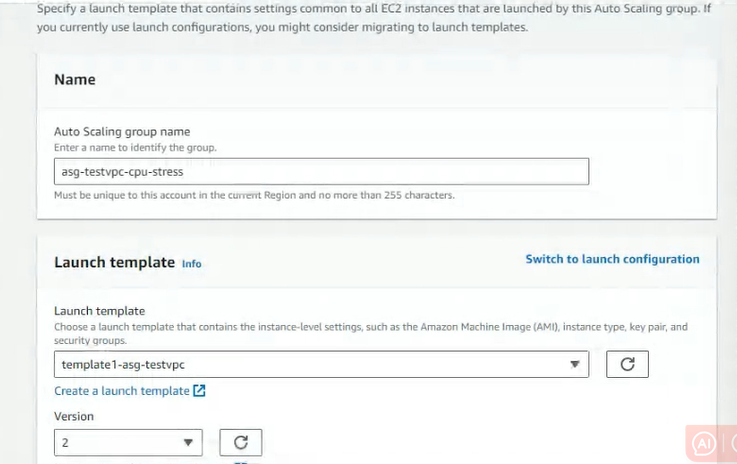 Specify a launch template that contains settings common to all EC2 instances that are launched by this Auto Scaling group. If
you currently use launch configurations, you might consider migrating to launch templates.
Name
Auto Scaling group name
Enter a name to identify the group.
asg-testvpc-cpu-stress
Must be unique to this account in the current Region and no more than 255 characters.
Launch template Info
Switch to launch configuration
Launch template
Choose a launch template that contains the instance-level settings, such as the Amazon Machine Image (AMI), instance type, key pair, and
security groups.
template1-asg-testvpc
Create a launch template
Version
2
AI